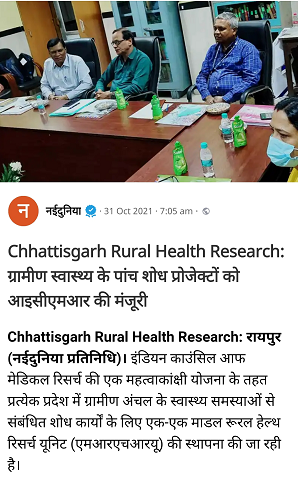 न नईदुनिया · 31 Oct 2021 · 7:05 am ·
Chhattisgarh Rural Health Research:
ग्रामीण स्वास्थ्य के पांच शोध प्रोजेक्टों को
आइसीएमआर की मंजूरी
Chhattisgarh Rural Health Research: रायपुर
(नईदुनिया प्रतिनिधि)। इंडियन काउंसिल आफ
मेडिकल रिसर्च की एक महत्वाकांक्षी योजना के तहत
प्रत्येक प्रदेश में ग्रामीण अंचल के स्वास्थ्य समस्याओं से
संबंधित शोध कार्यों के लिए एक-एक माडल रूरल हेल्थ
रिसर्च यूनिट (एमआरएचआरयू) की स्थापना की जा रही
है।